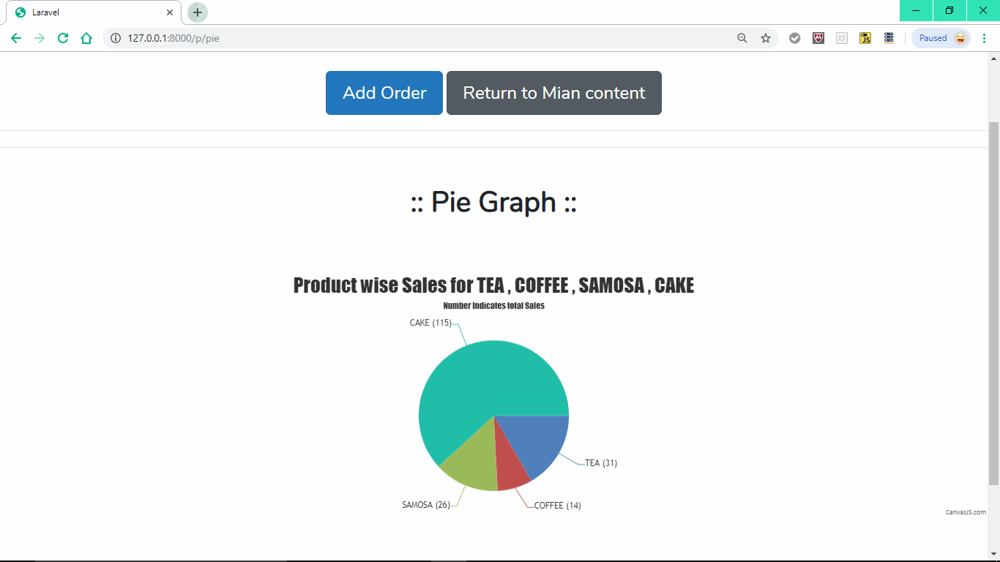 Laravel
127.0.0.1:8000/p/pie
JS
Paused
Add Order
Return to Mian content
:: Pie Graph ::
Product wise Sales for TEA , COFFEE , SAMOSA , CAKE
Number Indicates total Sales
CAKE (115)
TEA (31)
SAMOSA (26)
COFFEE (14)
CanvasJS.com